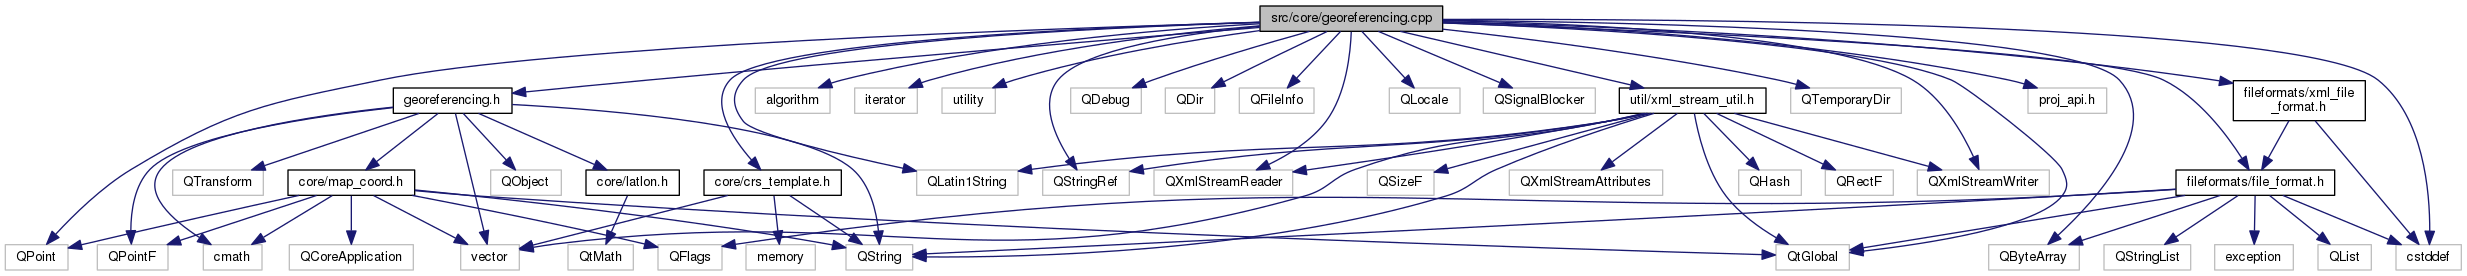 src/core/georeferencing.cpp
georeferencing.h
algorithm
iterator
utility
QDebug
QDir
QFileInfo
QLocale
QSignalBlocker
util/xml_stream_util.h
QTemporaryDir
proj_api.h
fileformats/xml_file
_format.h
QTransform
core/map_coord.h
QObject
core/latlon.h
core/crs_template.h
QLatin1String
QStringRef
QXmlStreamReader
QSizeF
QXmlStreamAttributes
QHash
QRectF
QXmlStreamWriter
fileformats/file_format.h
QPoint
QPointF
cmath
QCoreApplication
vector
QtMath
QFlags
memory
QString
QtGlobal
QByteArray
QStringList
exception
QList
cstddef